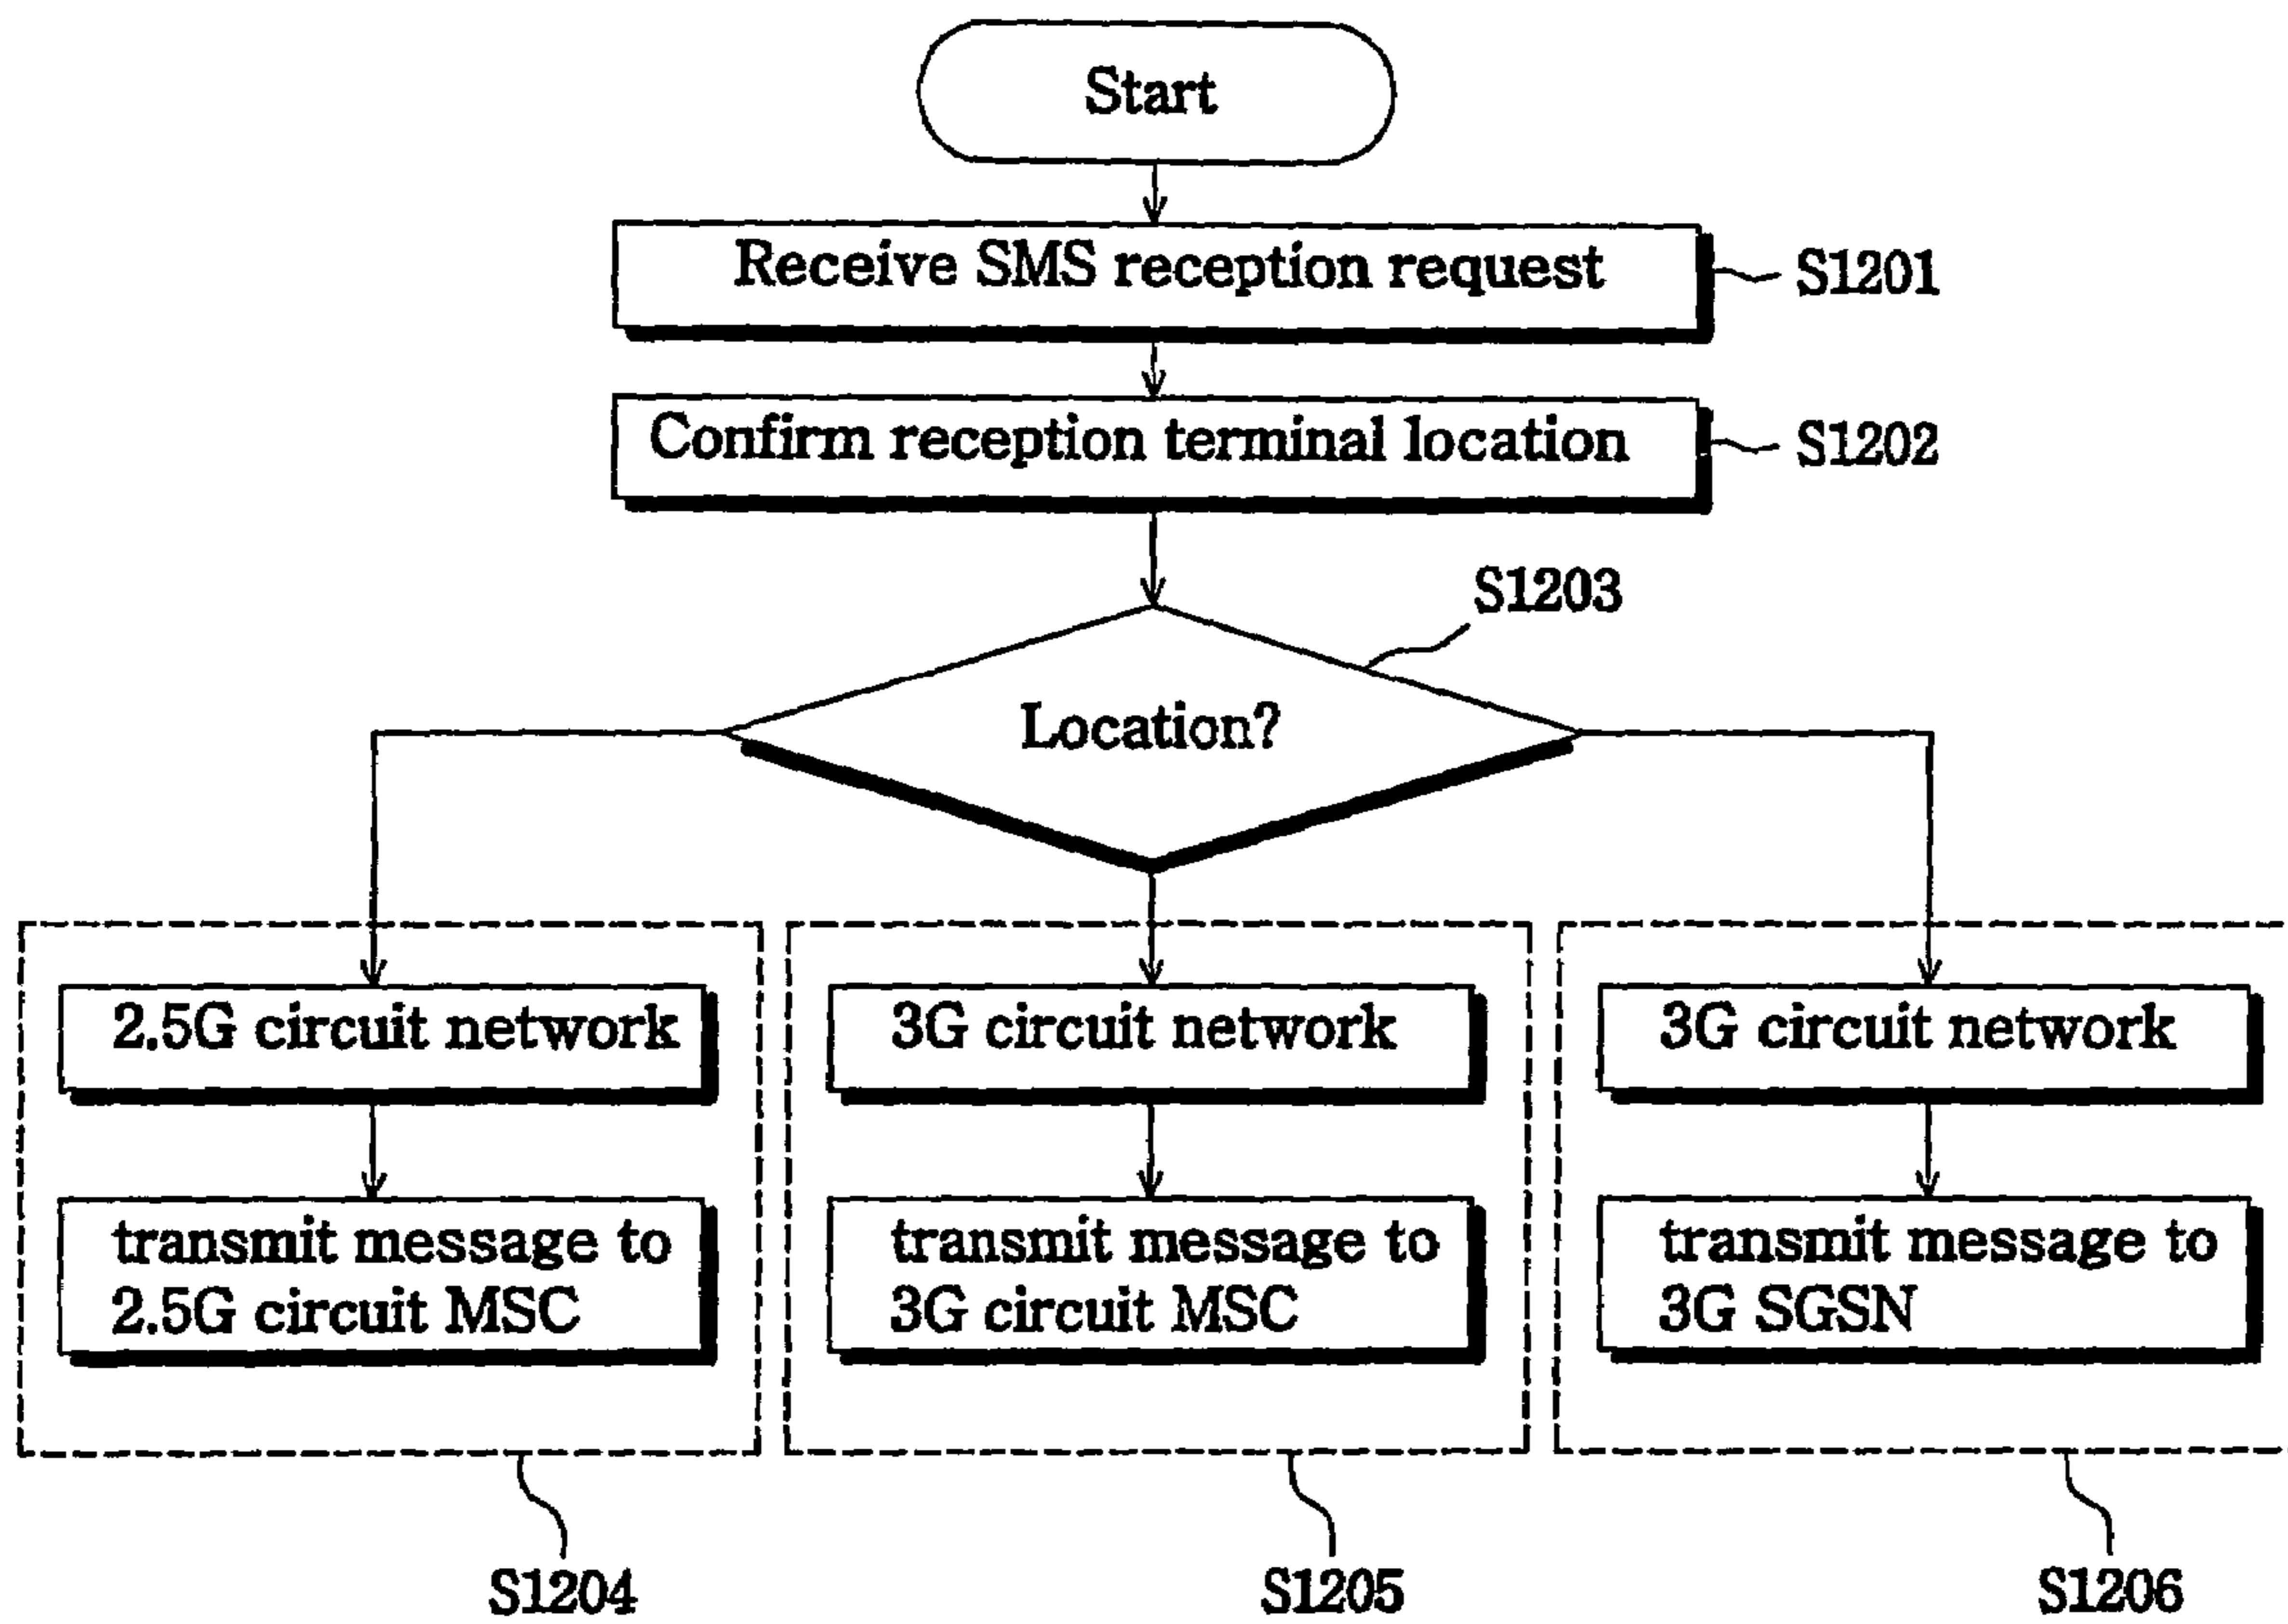 Start
Receive SMS reception request
S1201
Confirm reception terminal location
S1202
S1203
Location?
2.5G circuit network
transmit message to
2.5G circuit MSC
S1204
3G circuit network
transmit message to
3G circuit MSC
S1205
3G circuit network
transmit message to
3G SGSN
S1206